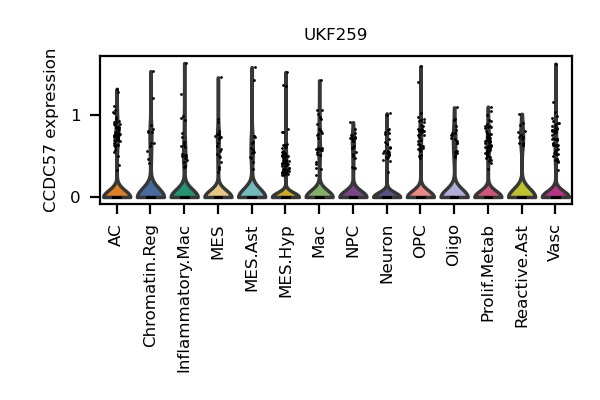 UKF259
CCDC57 expression
1
0
AC
Chromatin.Reg
Inflammatory.Mac
MES
MES.Ast
MES.Hyp
Mac
NPC
Neuron
OPC
Oligo
Prolif.Metab
Reactive.Ast
Vasc